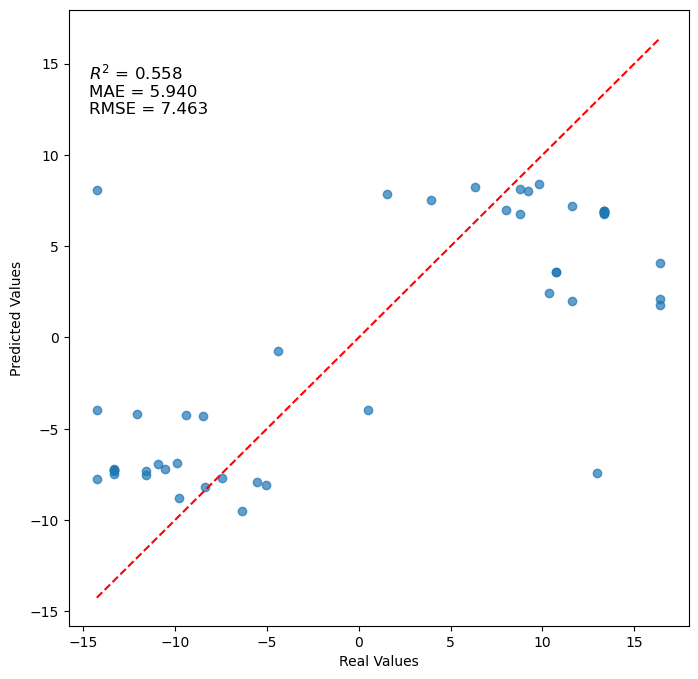 R² = 0.558
MAE = 5.940
RMSE = 7.463
15
10
5
0
−5
−10
−15
Predicted Values
−15 −10 −5 0 5 10 15
Real Values